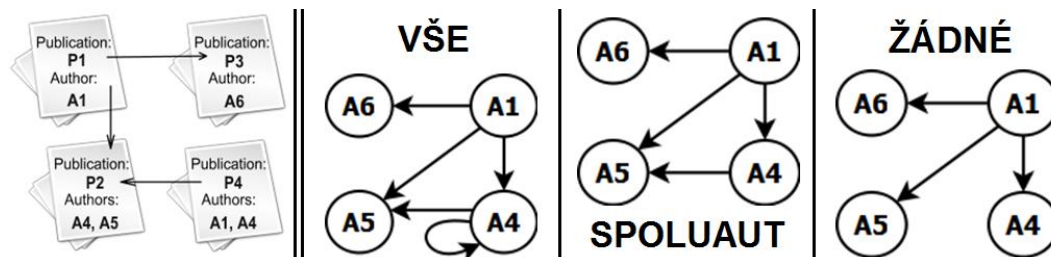 Publication:
P1
Author:
A1
Publication:
P3
Author:
A6
Publication:
P2
Authors:
A4, A5
Publication:
P4
Authors:
A1, A4
VŠE
A6
A1
A5
A4
A6
A1
A5
A4
SPOLUAUT
ŽÁDNÉ
A6
A1
A5
A4